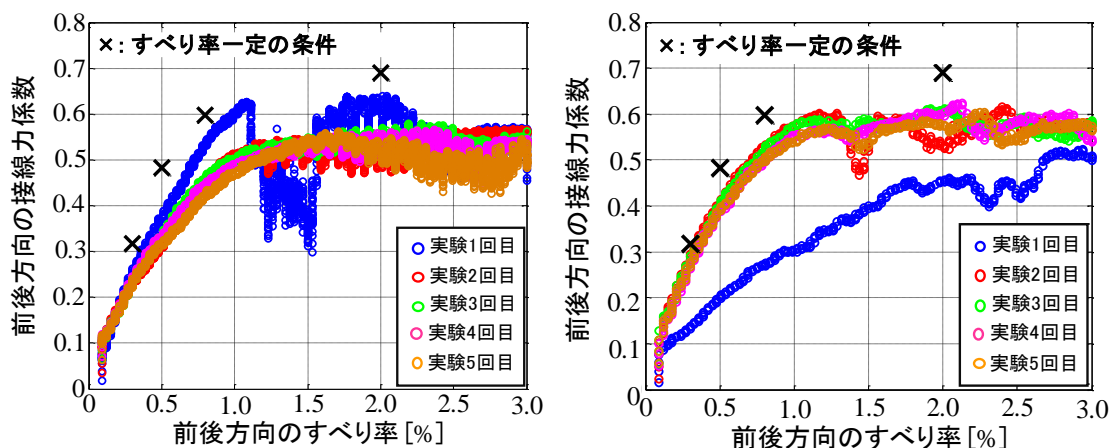 0.8
0.7
0.6
0.5
0.4
0.3
0.2
0.1
0
前後方向の接線力係数
×：すべり率一定の条件
実験1回目
実験2回目
実験3回目
実験4回目
実験5回目
0 0.5 1.0 1.5 2.0 2.5 3.0
前後方向のすべり率[%]
0.8
0.7
0.6
0.5
0.4
0.3
0.2
0.1
0
前後方向の接線力係数
×：すべり率一定の条件
実験1回目
実験2回目
実験3回目
実験4回目
実験5回目
0 0.5 1.0 1.5 2.0 2.5 3.0
前後方向のすべり率[%]